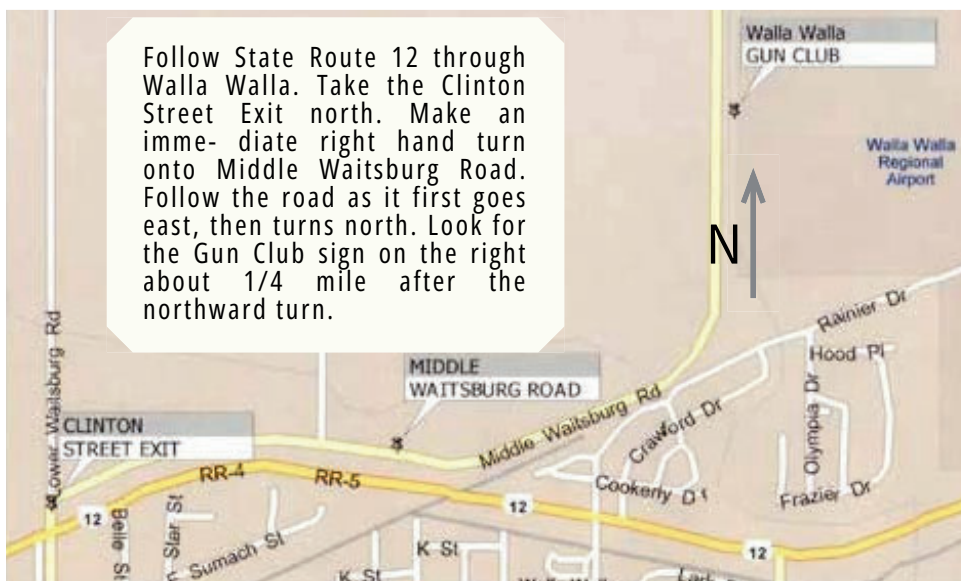 Follow State Route 12 through
Walla Walla. Take the Clinton
Street Exit north. Make an
imme- diate right hand turn
onto Middle Waitsburg Road.
Follow the road as it first goes
east, then turns north. Look for
the Gun Club sign on the right
about 1/4 mile after the
northward turn.
Walla Walla
GUN CLUB
Walla Walla
Regional
Airport
N
Rainier Dr
Hood Pl
Lower Waitsburg Rd
MIDDLE
WAITSBURG ROAD
CLINTON
STREET EXIT
Middle Waitsburg Rd
Crawford Dr
Olympia Dr
RR-4
RR-5
Cookerly D
Frazier Dr
12
12
12
Belle St
Star St
Sumach St
K St
K St